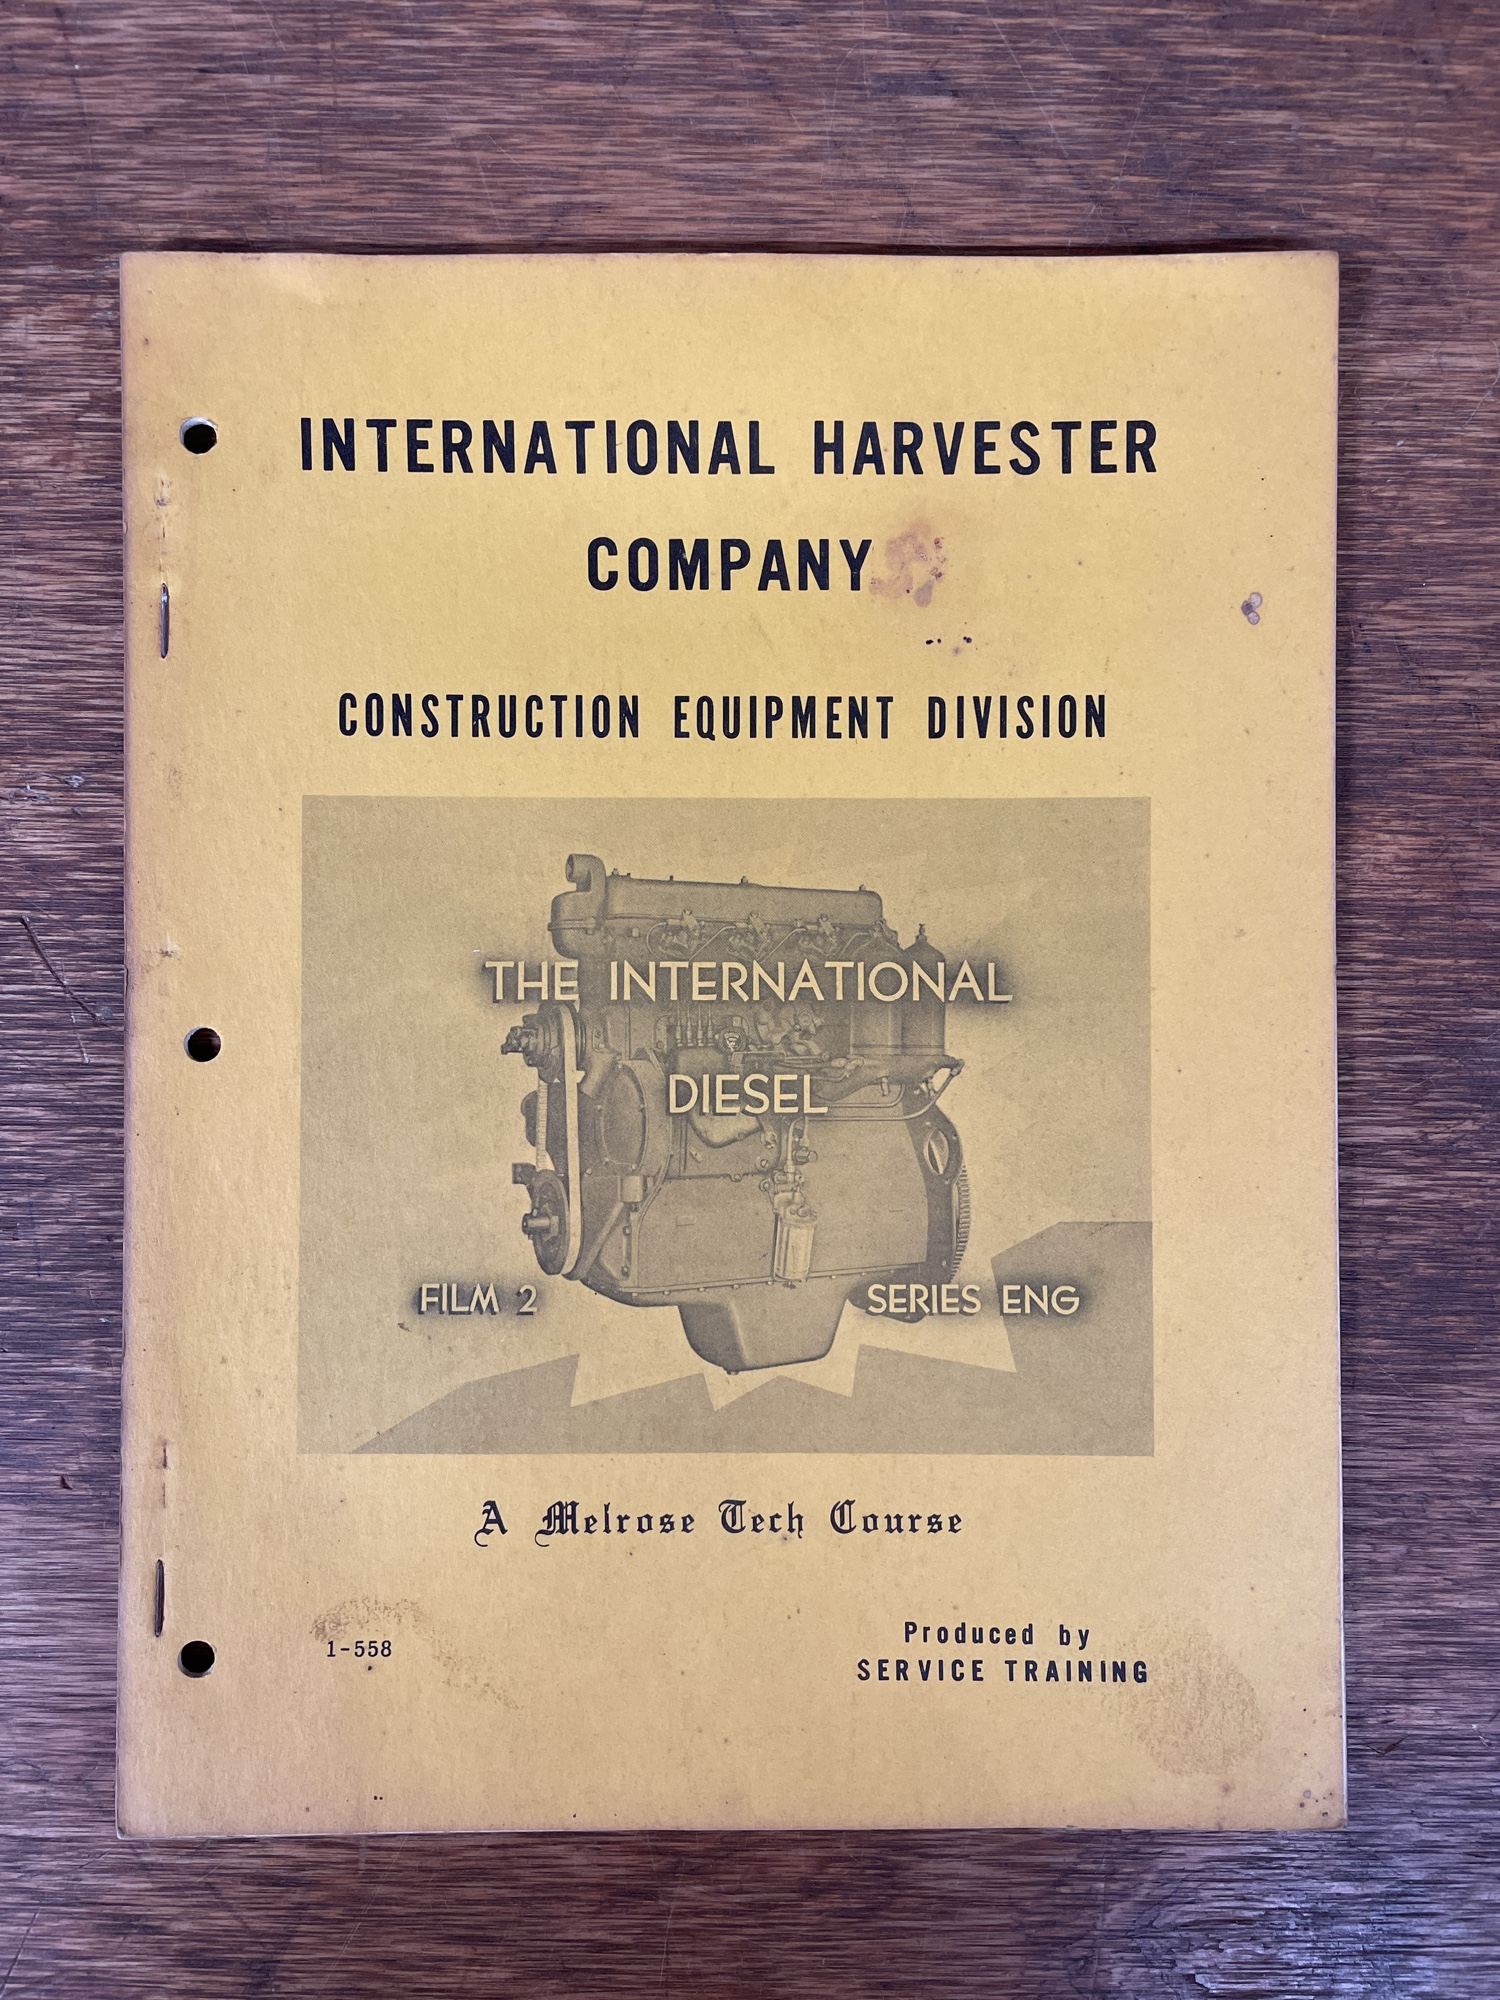 INTERNATIONAL HARVESTER
COMPANY
CONSTRUCTION EQUIPMENT DIVISION
THE INTERNATIONAL
DIESEL
FILM 2
SERIES ENG
A Melrose Tech Course
1-558
Produced by
SERVICE TRAINING